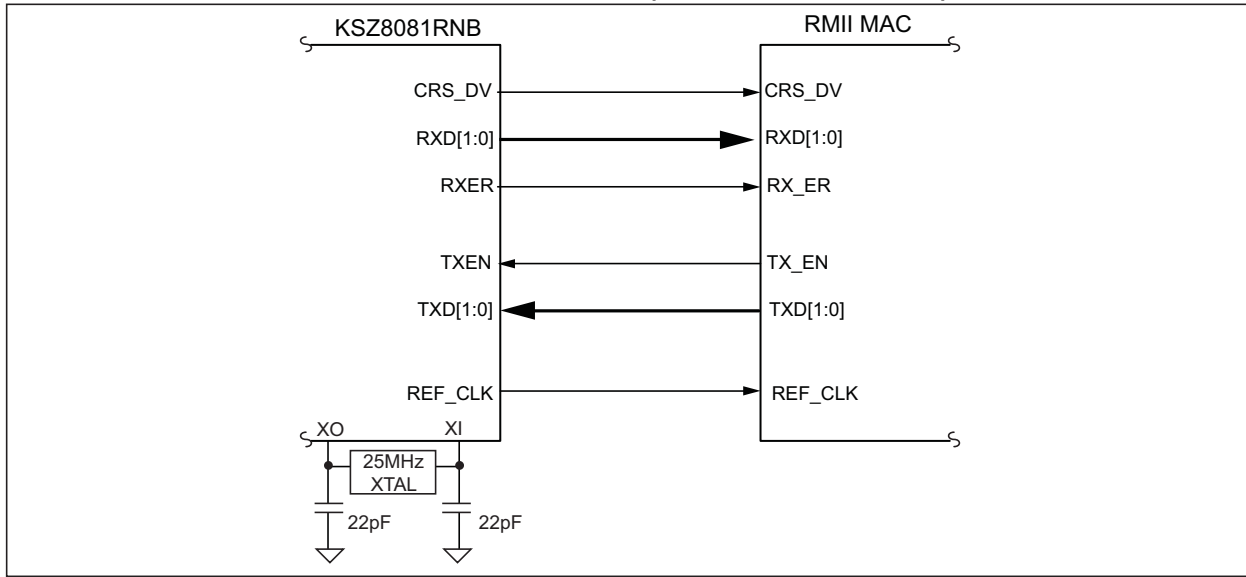 KSZ8081RNB
RMII MAC
CRS_DV
CRS_DV
RXD[1:0]
RXD[1:0]
RXER
RX_ER
TXEN
TX_EN
TXD[1:0]
TXD[1:0]
REF_CLK
REF_CLK
XO
XI
25MHz
XTAL
22pF
22pF